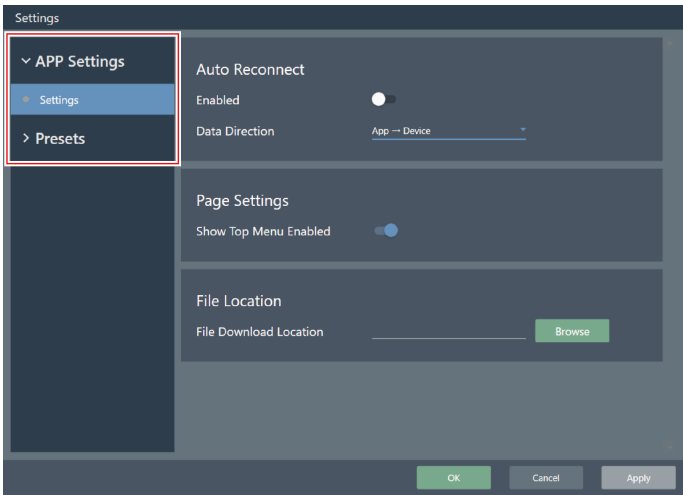 Settings
APP Settings
Settings
Presets
Auto Reconnect
Enabled
Data Direction
App → Device
Page Settings
Show Top Menu Enabled
File Location
File Download Location
Browse
OK
Cancel
Apply